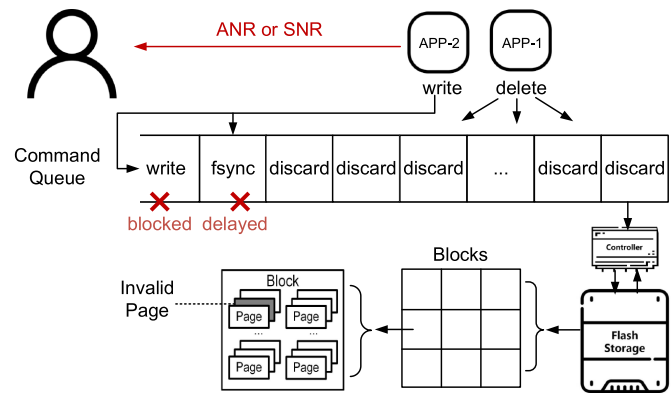 ANR or SNR
APP-2
APP-1
write
delete
Command
Queue
write
fsync
discard
discard
discard
...
discard
discard
blocked
delayed
Controller
Blocks
Block
Invalid
Page
Page
Page
...
...
Page
Page
Flash
Storage